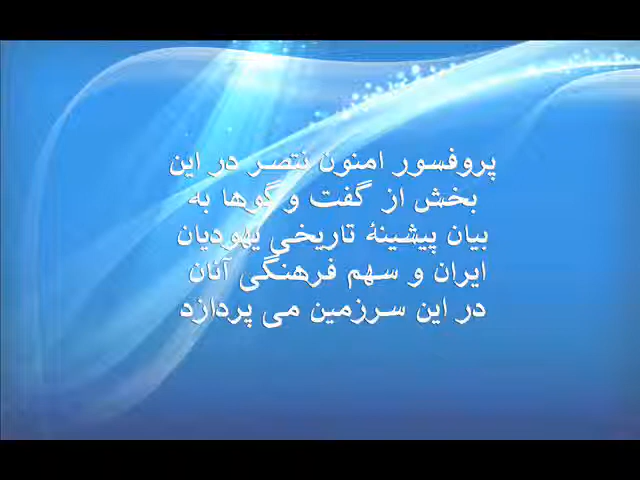 پروفسور امنون نتصر در این
بخش از گفت و گوها به
بیان پیشینۀ تاریخی یهودیان
ایران و سهم فرهنگی آنان
در این سرزمین می پردازد